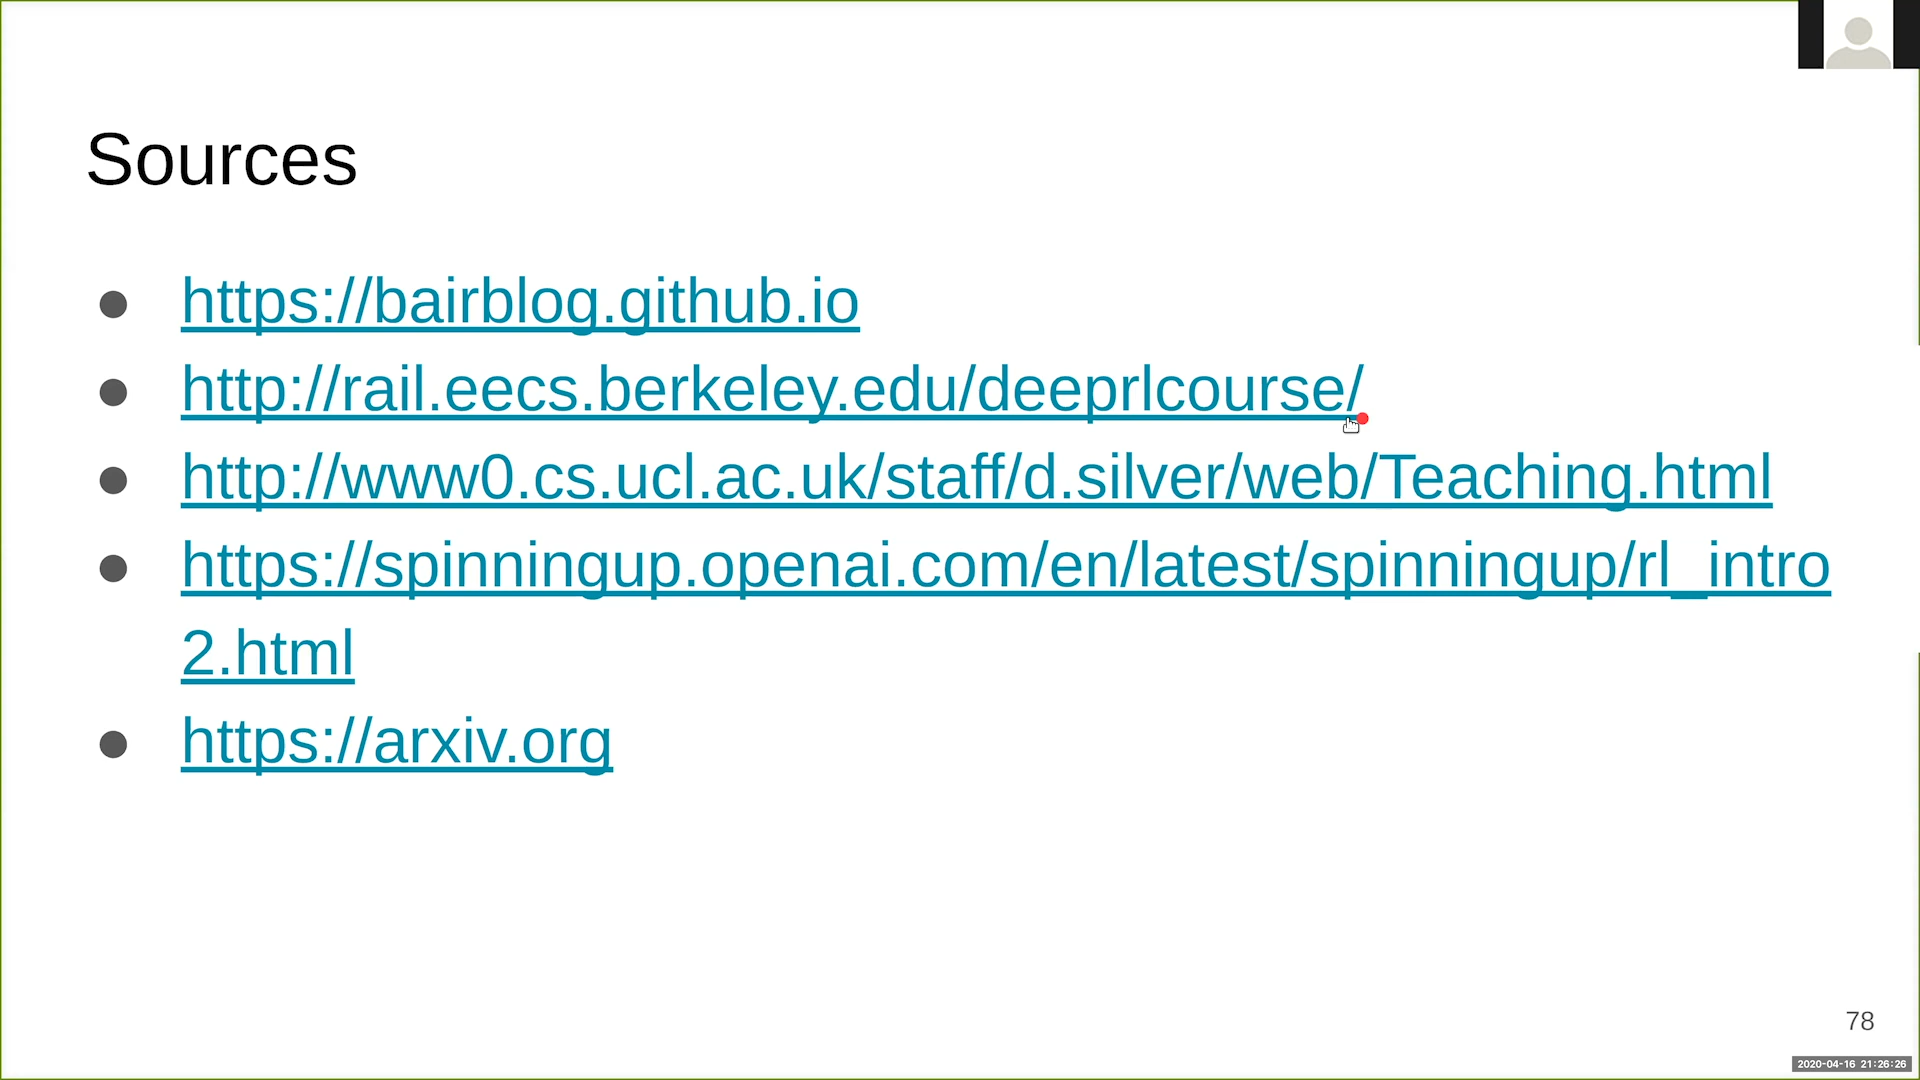 Sources
● https://bairblog.github.io
● http://rail.eecs.berkeley.edu/deeprlcourse/
● http://www0.cs.ucl.ac.uk/staff/d.silver/web/Teaching.html
● https://spinningup.openai.com/en/latest/spinningup/rl_intro
2.html
● https://arxiv.org
78
2020-04-16 21:26:26